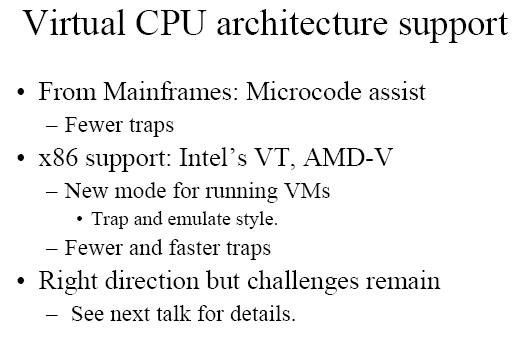 Virtual CPU architecture support
• From Mainframes: Microcode assist
– Fewer traps
• x86 support: Intel's VT, AMD-V
– New mode for running VMs
• Trap and emulate style.
– Fewer and faster traps
• Right direction but challenges remain
– See next talk for details.